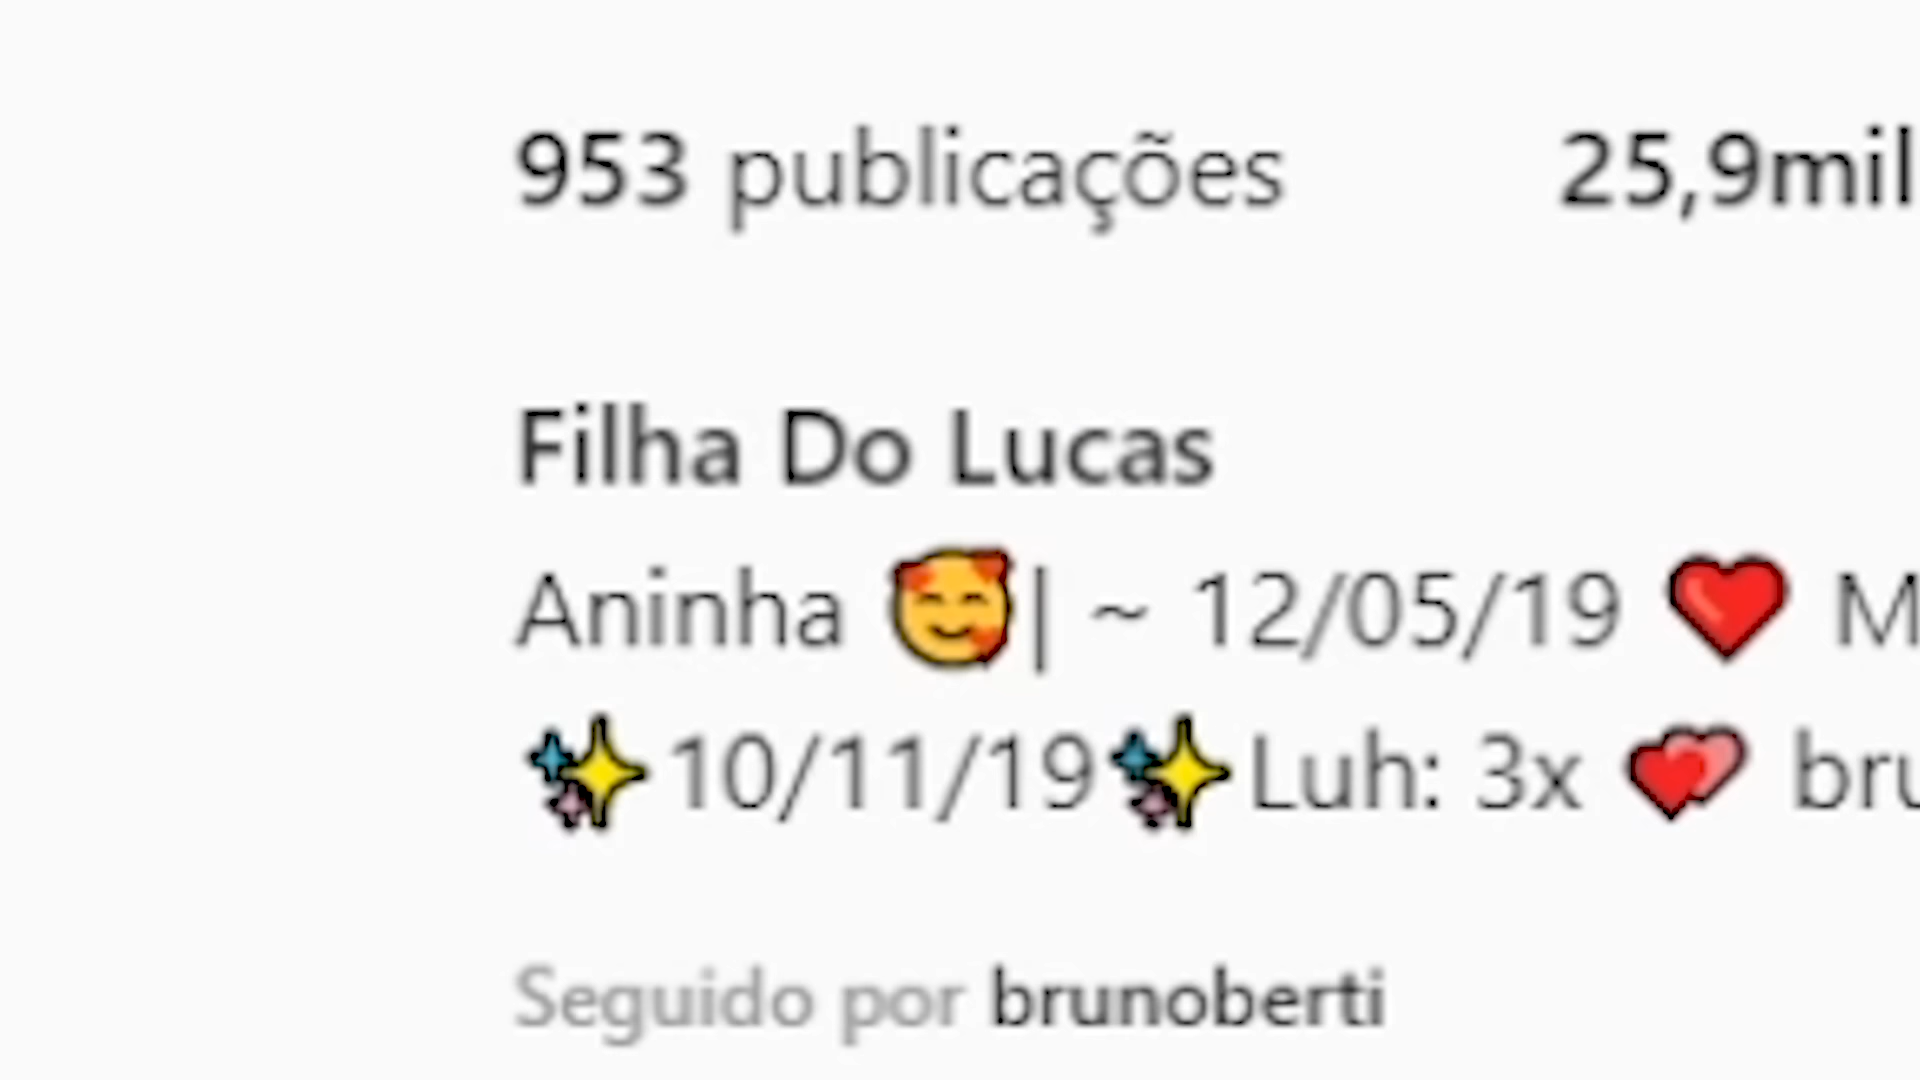 953 publicações 25,9mil
Filha Do Lucas
Aninha 🥰| ~ 12/05/19 ❤️ M
✨10/11/19✨Luh: 3x 💕 bru
Seguido por brunoberti